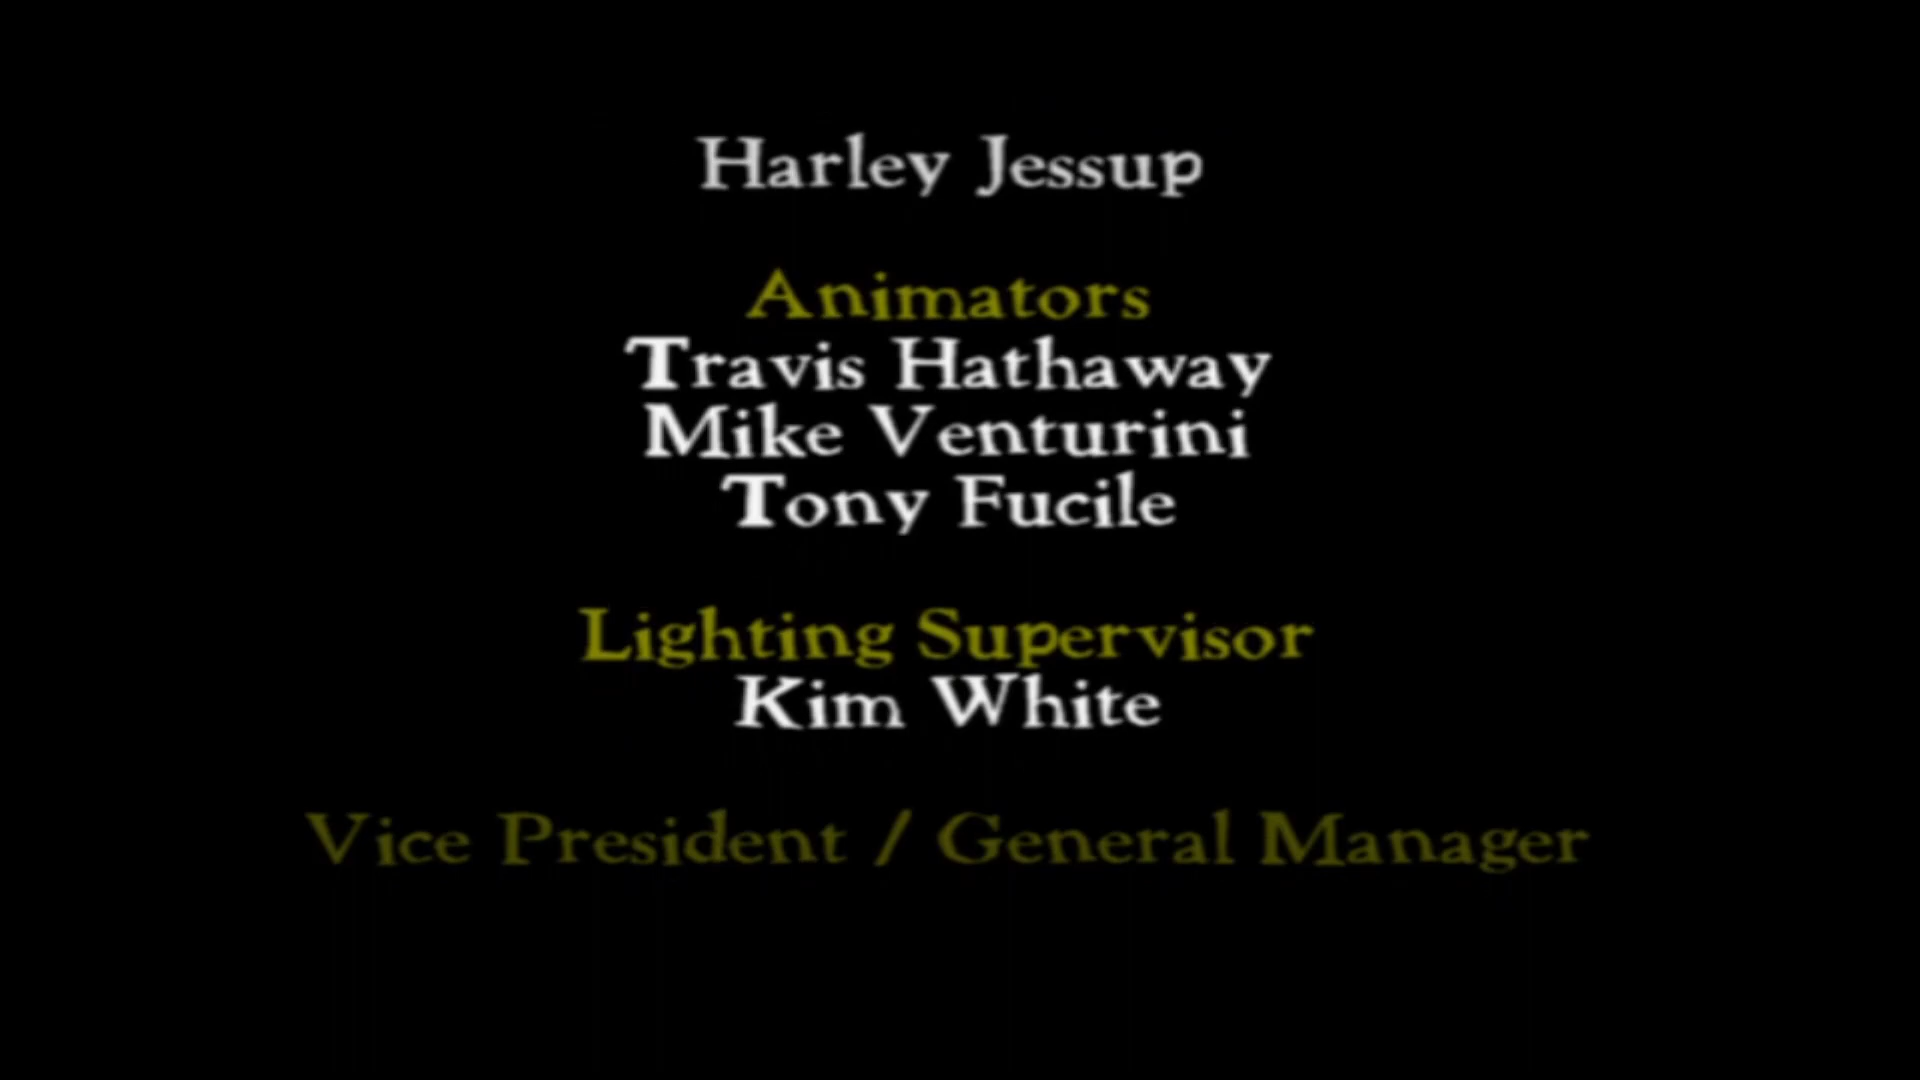 Harley Jessup
Animators
Travis Hathaway
Mike Venturini
Tony Fucile
Lighting Supervisor
Kim White
Vice President / General Manager